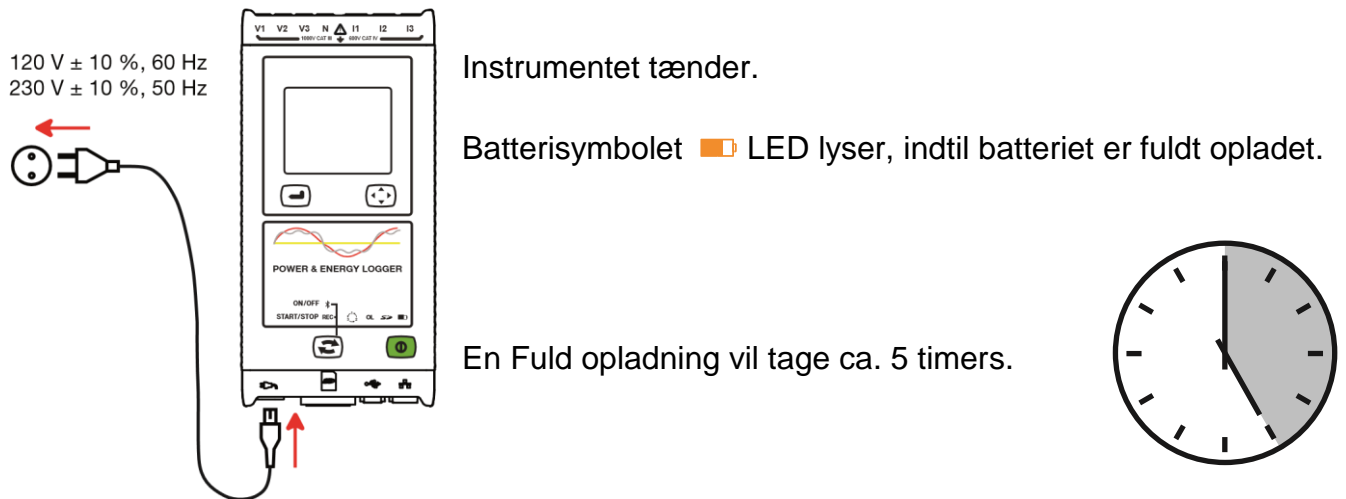 V1 V2 V3 N I1 I2 I3
1000V CAT III 600V CAT IV
120 V ± 10 %, 60 Hz
230 V ± 10 %, 50 Hz
Instrumentet tænder.
Batterisymbolet LED lyser, indtil batteriet er fuldt opladet.
POWER & ENERGY LOGGER
ON/OFF
START/STOP REC OL
En Fuld opladning vil tage ca. 5 timers.